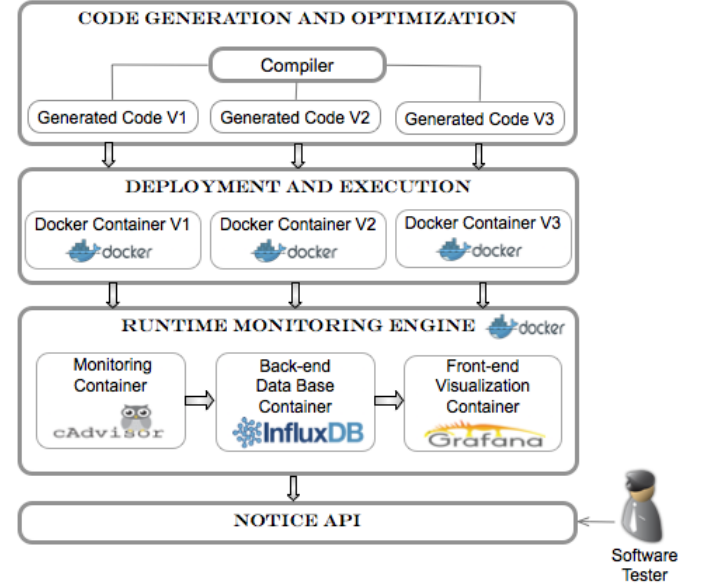 CODE GENERATION AND OPTIMIZATION
Compiler
Generated Code V1
Generated Code V2
Generated Code V3
DEPLOYMENT AND EXECUTION
Docker Container V1
docker
Docker Container V2
docker
Docker Container V3
docker
RUNTIME MONITORING ENGINE
docker
Monitoring
Container
cAdvisor
Back-end
Data Base
Container
InfluxDB
Front-end
Visualization
Container
Grafana
NOTICE API
Software
Tester